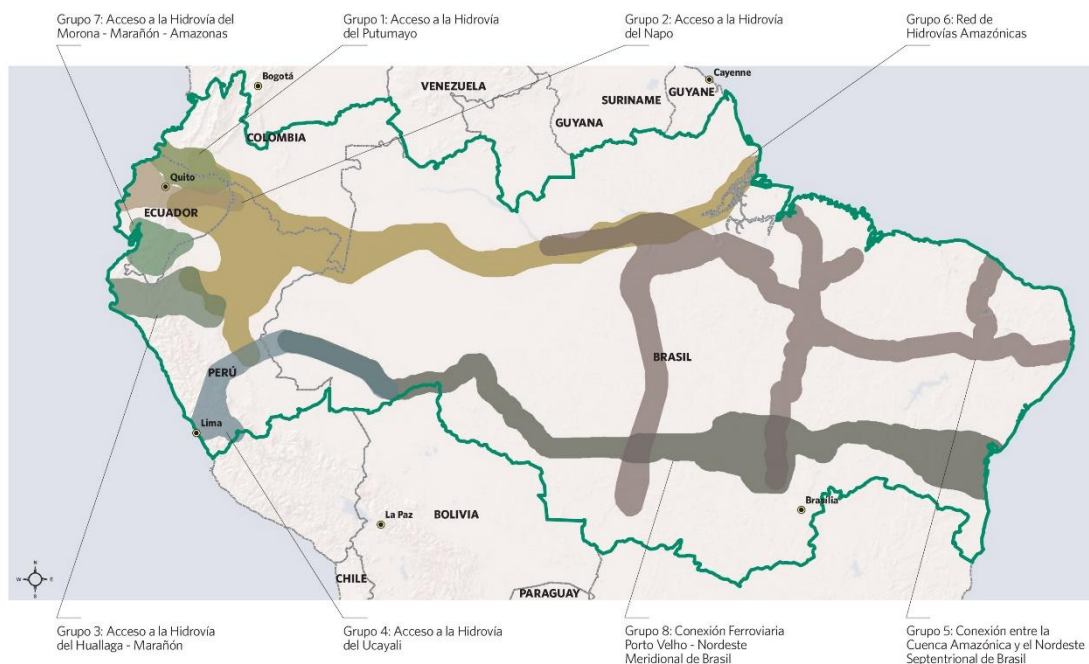 Grupo 7: Acceso a la Hidrovía del
Morona - Marañón - Amazonas
Grupo 1: Acceso a la Hidrovía
del Putumayo
Grupo 2: Acceso a la Hidrovía
del Napo
Grupo 6: Red de
Hidrovías Amazónicas
Bogotá
VENEZUELA
Cayenne
GUYANE
SURINAME
GUYANA
COLOMBIA
Quito
ECUADOR
BRASIL
PERÚ
Lima
Brasília
La Paz
BOLIVIA
CHILE
PARAGUAY
N
W
E
S
Grupo 3: Acceso a la Hidrovía
del Huallaga - Marañón
Grupo 4: Acceso a la Hidrovía
del Ucayali
Grupo 8: Conexión Ferroviaria
Porto Velho - Nordeste
Meridional de Brasil
Grupo 5: Conexión entre la
Cuenca Amazónica y el Nordeste
Septentrional de Brasil